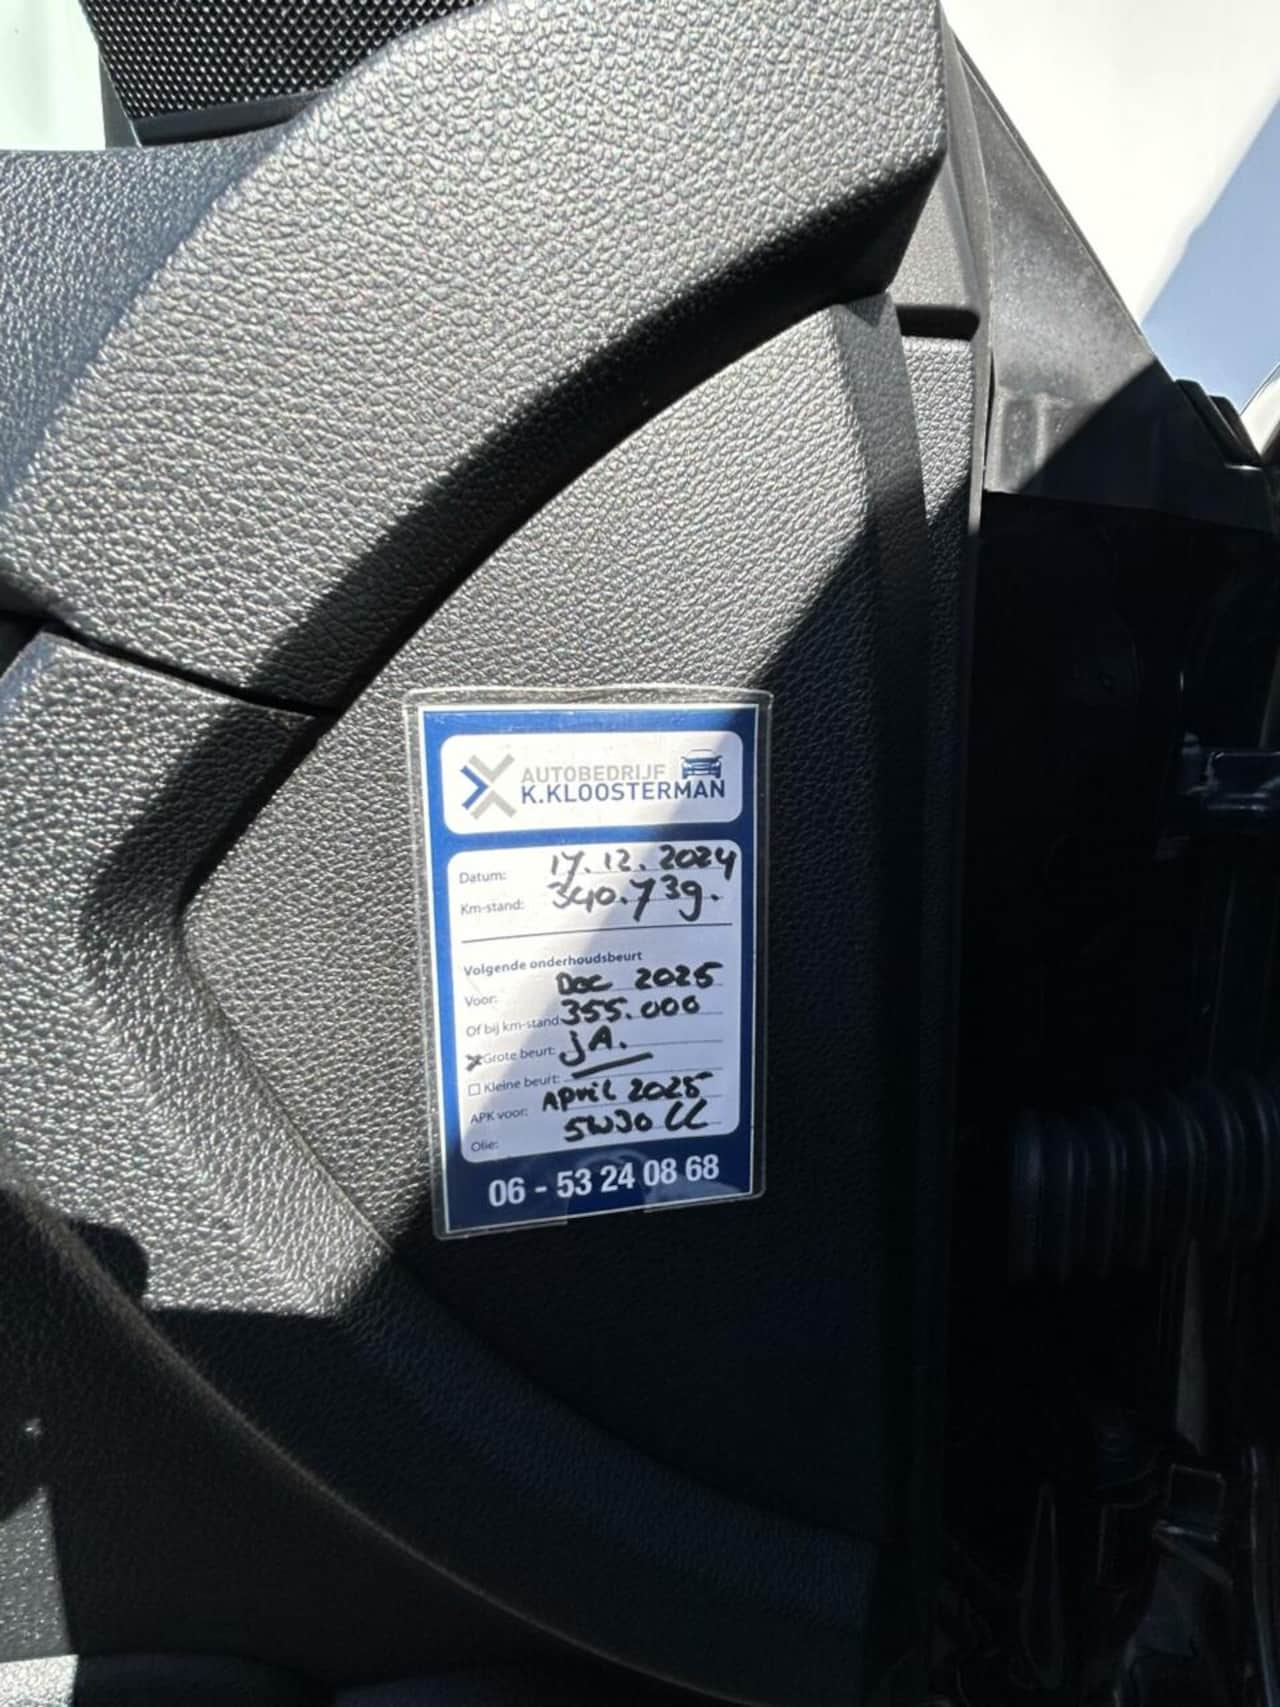 AUTOBEDRIJF
K.KLOOSTERMAN
Datum: 17.12.2024
Km-stand: 340.739.
Volgende onderhoudsbeurt
Voor: Dec 2025
Of bij km-stand: 355.000
Grote beurt: jA.
Kleine beurt:
APK voor: April 2025
Olie: 5W30 LL
06 - 53 24 08 68